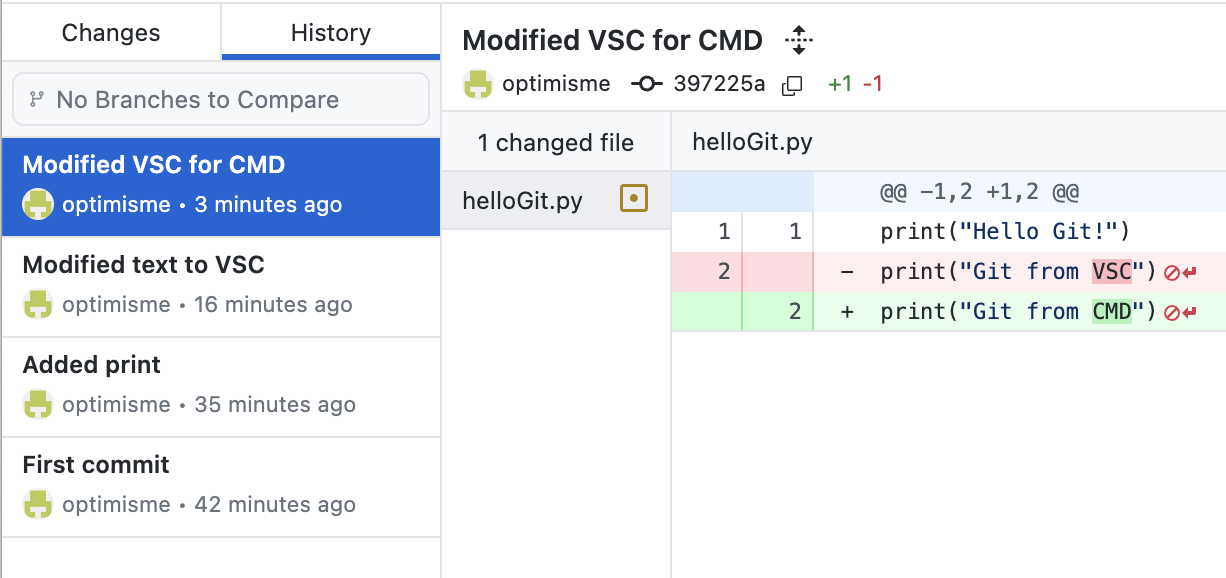 Changes
History
No Branches to Compare
Modified VSC for CMD
optimisme • 3 minutes ago
Modified text to VSC
optimisme • 16 minutes ago
Added print
optimisme • 35 minutes ago
First commit
optimisme • 42 minutes ago
Modified VSC for CMD
optimisme 397225a +1 -1
1 changed file
helloGit.py
helloGit.py
@@ -1,2 +1,2 @@
1 1 print("Hello Git!")
2 - print("Git from VSC")
2 + print("Git from CMD")